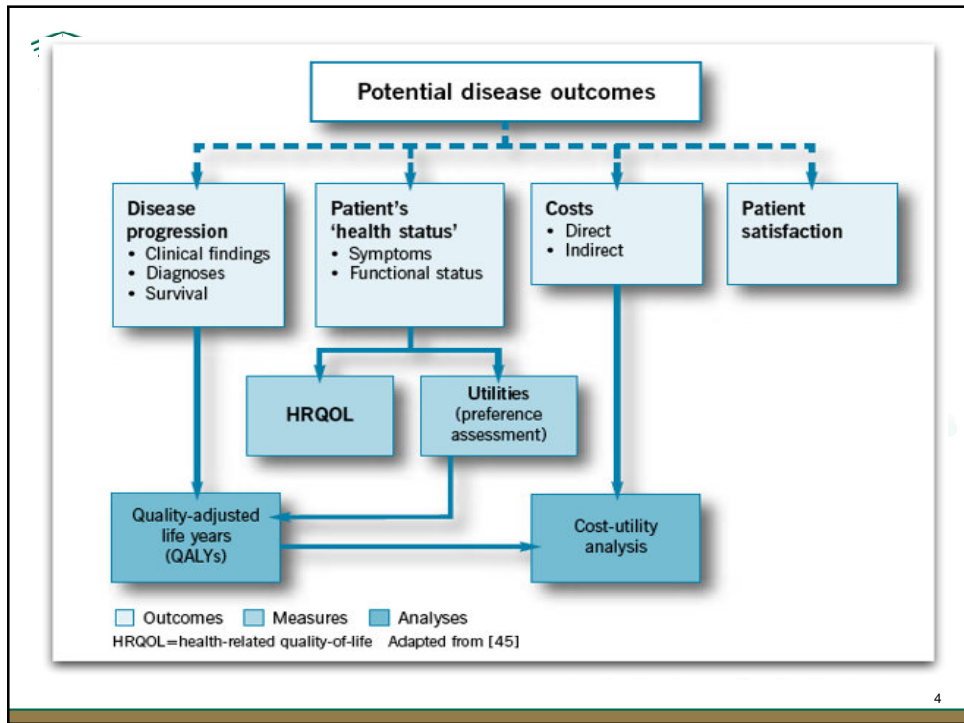 Potential disease outcomes
Disease
progression
• Clinical findings
• Diagnoses
• Survival
Patient's
'health status'
• Symptoms
• Functional status
Costs
• Direct
• Indirect
Patient
satisfaction
HRQOL
Utilities
(preference
assessment)
Quality-adjusted
life years
(QALYs)
Cost-utility
analysis
Outcomes Measures Analyses
HRQOL=health-related quality-of-life Adapted from [45]
4